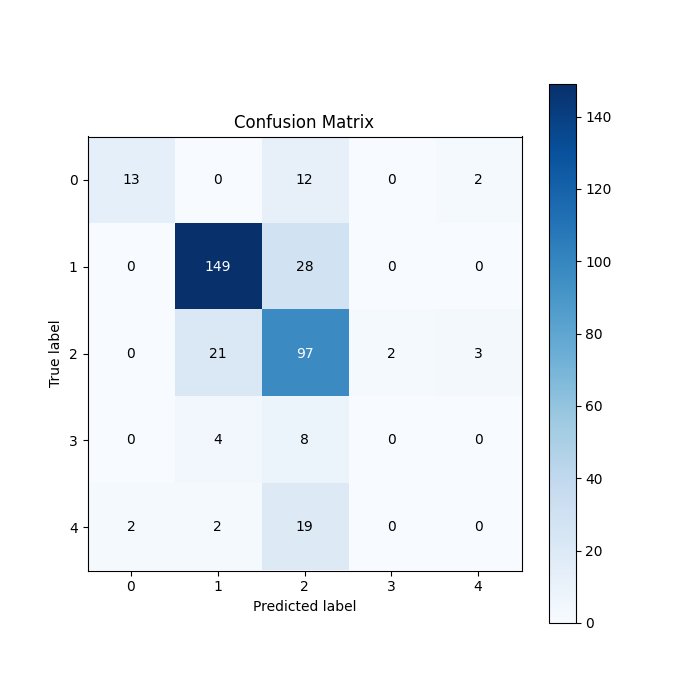 Confusion Matrix
0 13 0 12 0 2
1 0 149 28 0 0
2 0 21 97 2 3
3 0 4 8 0 0
4 2 2 19 0 0
0 1 2 3 4
True label
Predicted label
140
120
100
80
60
40
20
0